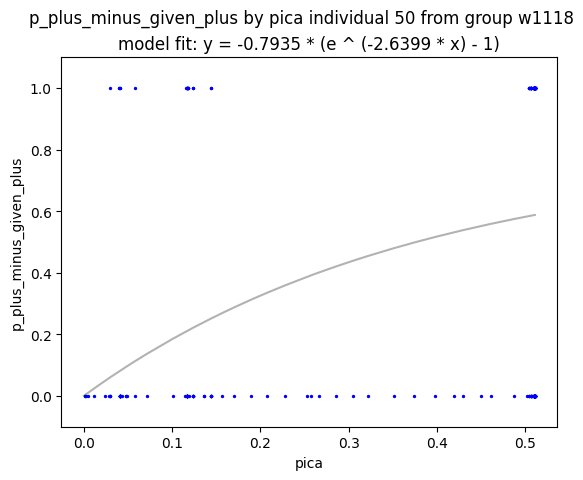 p_plus_minus_given_plus by pica individual 50 from group w1118
model fit: y = -0.7935 * (e ^ (-2.6399 * x) - 1)
1.0
0.8
0.6
0.4
0.2
0.0
p_plus_minus_given_plus
0.0 0.1 0.2 0.3 0.4 0.5
pica